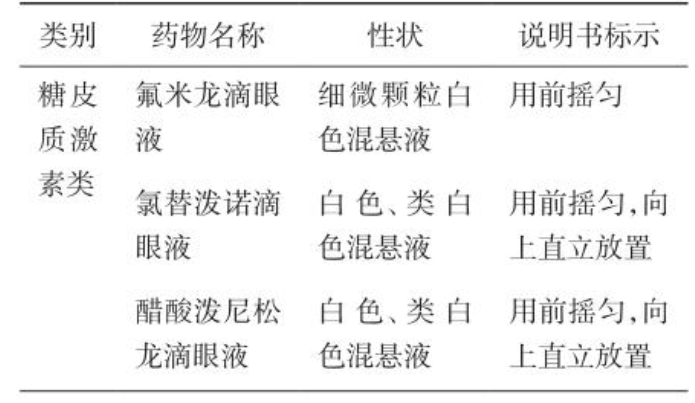 类别 药物名称 性状 说明书标示
糖皮 氟米龙滴眼 细微颗粒白 用前摇匀
质激 液 色混悬液
素类
氯替泼诺滴 白色、类白 用前摇匀,向
眼液 色混悬液 上直立放置
醋酸泼尼松 白色、类白 用前摇匀,向
龙滴眼液 色混悬液 上直立放置